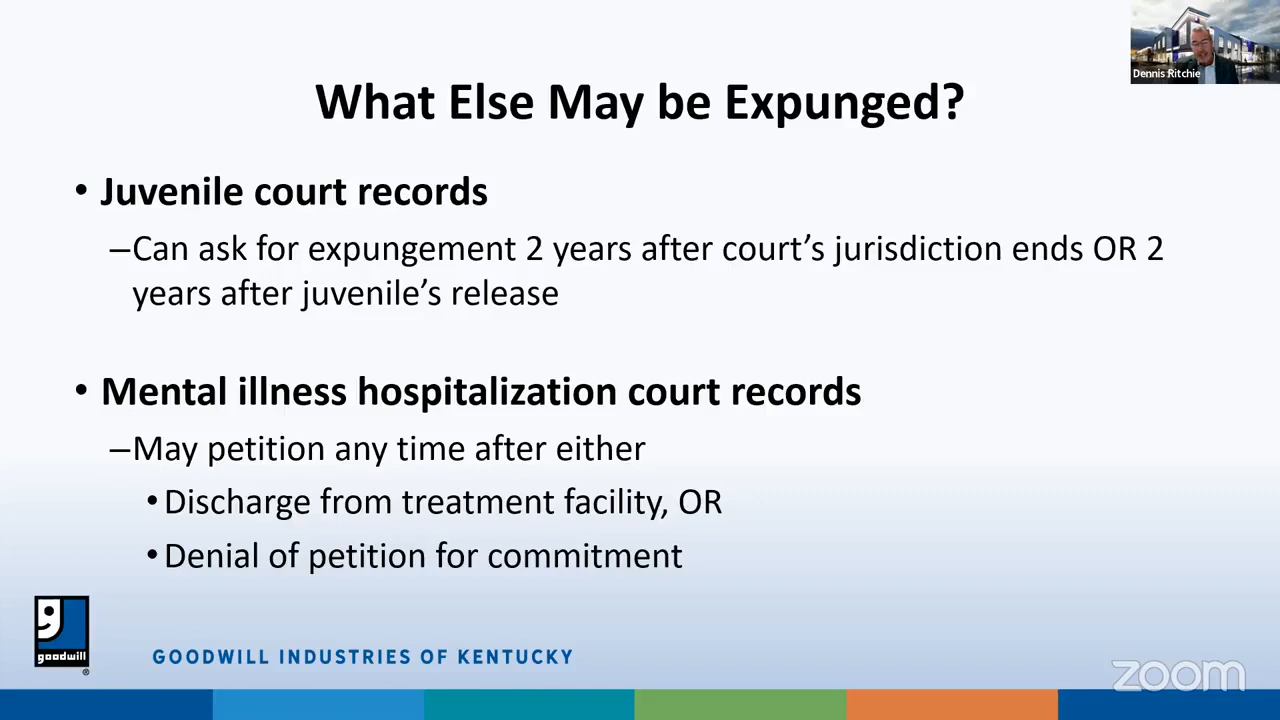 Dennis Ritchie
What Else May be Expunged?
• Juvenile court records
–Can ask for expungement 2 years after court’s jurisdiction ends OR 2
years after juvenile’s release
• Mental illness hospitalization court records
–May petition any time after either
•Discharge from treatment facility, OR
•Denial of petition for commitment
g
goodwill
®
GOODWILL INDUSTRIES OF KENTUCKY
zoom